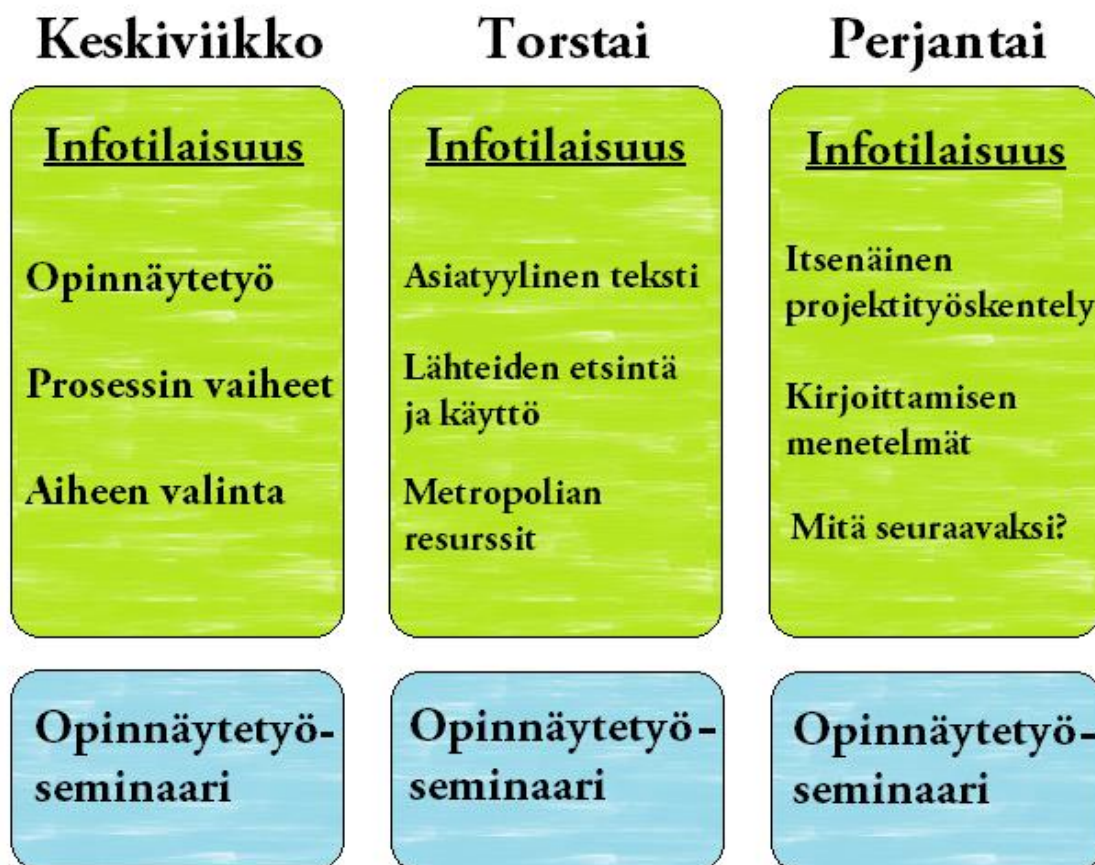 Keskiviikko
Infotilaisuus
Opinnäytetyö
Prosessin vaiheet
Aiheen valinta
Opinnäytetyö-
seminaari
Torstai
Infotilaisuus
Asiatyylinen teksti
Lähteiden etsintä
ja käyttö
Metropolian
resurssit
Opinnäytetyö-
seminaari
Perjantai
Infotilaisuus
Itsenäinen
projektityöskentely
Kirjoittamisen
menetelmät
Mitä seuraavaksi?
Opinnäytetyö-
seminaari